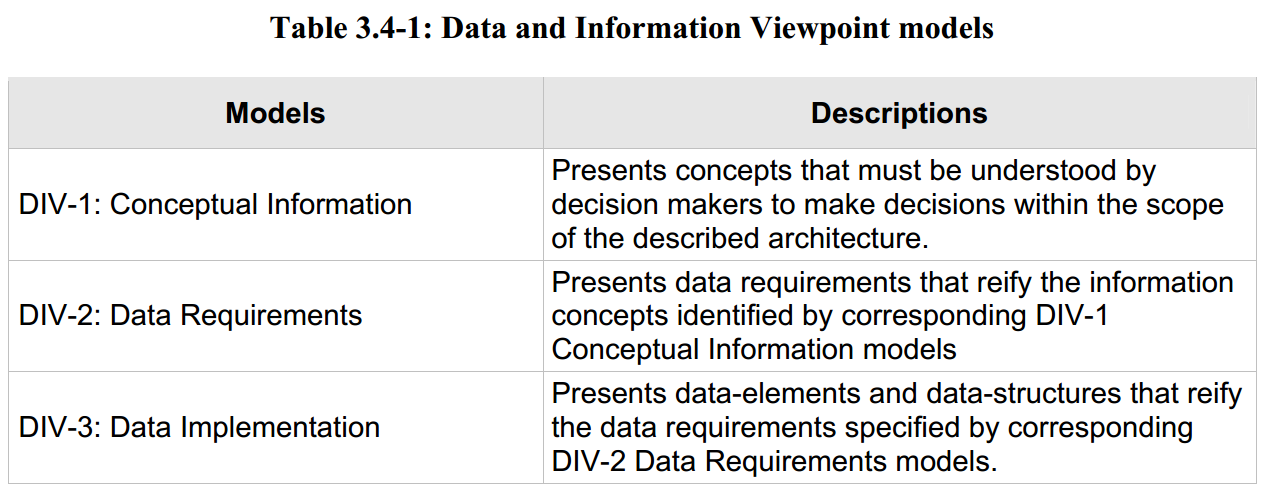 Table 3.4-1: Data and Information Viewpoint models
Models
Descriptions
DIV-1: Conceptual Information
Presents concepts that must be understood by
decision makers to make decisions within the scope
of the described architecture.
DIV-2: Data Requirements
Presents data requirements that reify the information
concepts identified by corresponding DIV-1
Conceptual Information models
DIV-3: Data Implementation
Presents data-elements and data-structures that reify
the data requirements specified by corresponding
DIV-2 Data Requirements models.